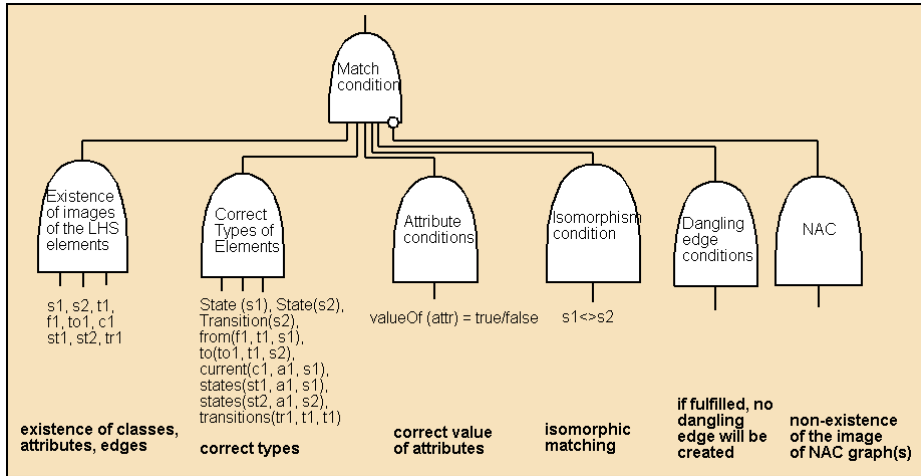 Match
condition
Existence
of images
of the LHS
elements
Correct
Types of
Elements
Attribute
conditions
Isomorphism
condition
Dangling
edge
conditions
NAC
s1, s2, t1,
f1, to1, c1
st1, st2, tr1
State (s1), State(s2),
Transition(s2),
from(f1, t1, s1),
to(to1, t1, s2),
current(c1, a1, s1),
states(st1, a1, s1),
states(st2, a1, s2),
transitions(tr1, t1, t1)
valueOf (attr) = true/false
s1<>s2
existence of classes,
attributes, edges
correct types
correct value
of attributes
isomorphic
matching
if fulfilled, no
dangling
edge will be
created
non-existence
of the image
of NAC graph(s)